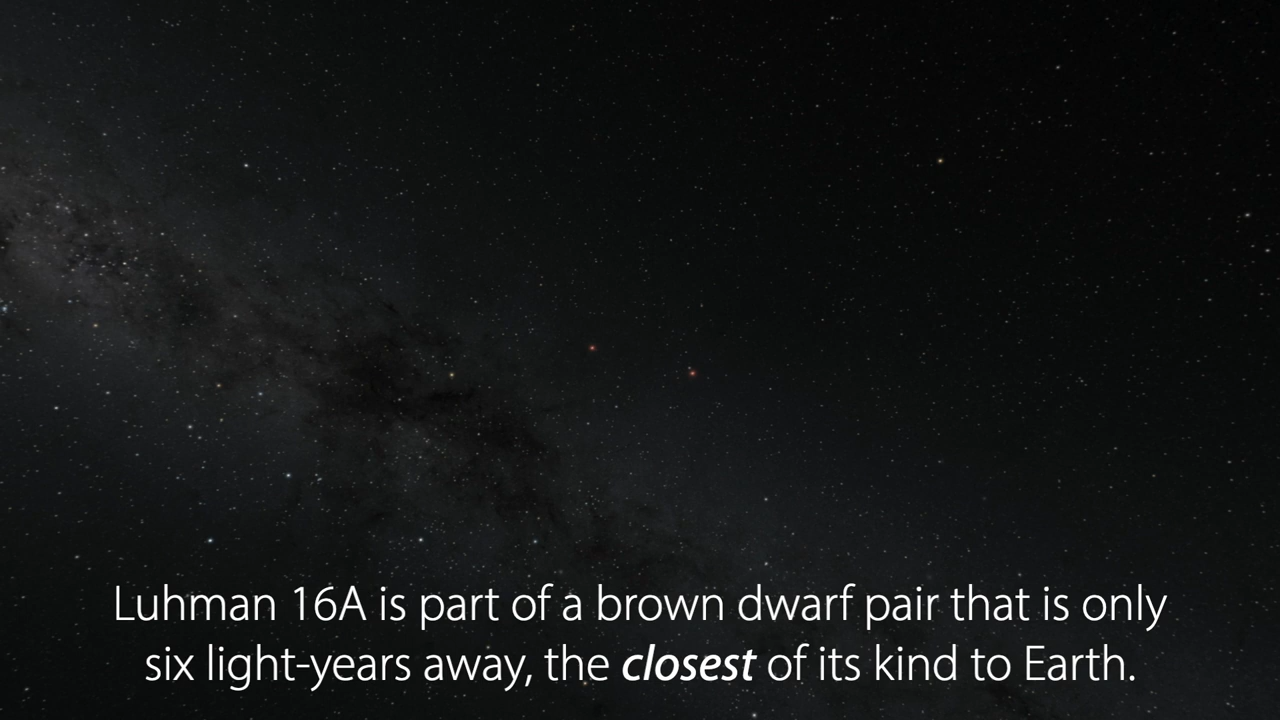 Luhman 16A is part of a brown dwarf pair that is only
six light-years away, the closest of its kind to Earth.